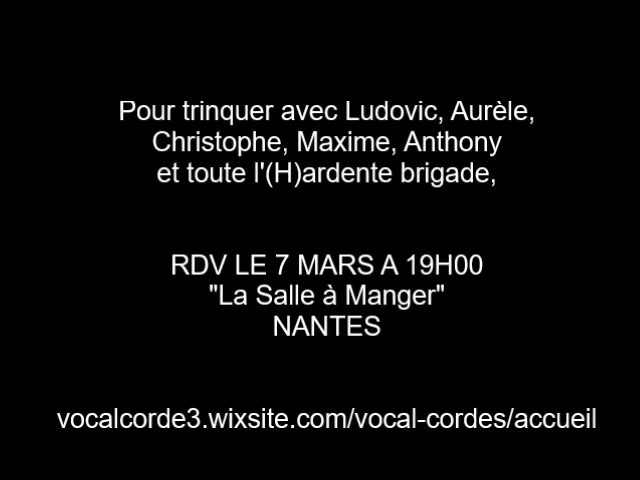 Pour trinquer avec Ludovic, Aurèle,
Christophe, Maxime, Anthony
et toute l'(H)ardente brigade,
RDV LE 7 MARS A 19H00
"La Salle à Manger"
NANTES
vocalcorde3.wixsite.com/vocal-cordes/accueil